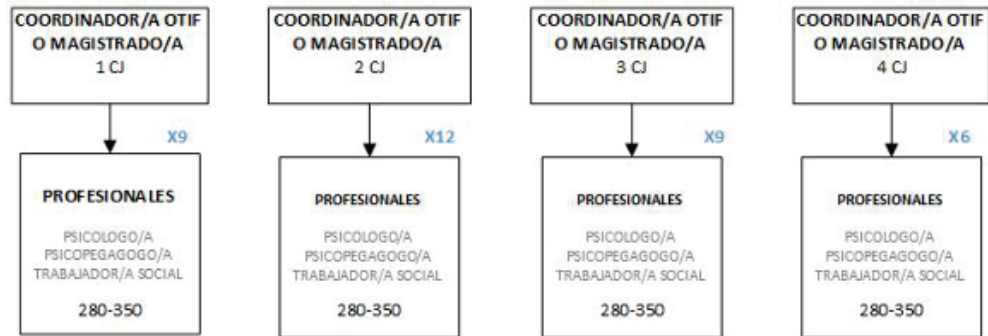 COORDINADOR/A OTIF
O MAGISTRADO/A
1 CJ
X9
PROFESIONALES
PSICOLOGO/A
PSICOPEGAGOGO/A
TRABAJADOR/A SOCIAL
280-350
COORDINADOR/A OTIF
O MAGISTRADO/A
2 CJ
X12
PROFESIONALES
PSICOLOGO/A
PSICOPEGAGOGO/A
TRABAJADOR/A SOCIAL
280-350
COORDINADOR/A OTIF
O MAGISTRADO/A
3 CJ
X9
PROFESIONALES
PSICOLOGO/A
PSICOPEGAGOGO/A
TRABAJADOR/A SOCIAL
280-350
COORDINADOR/A OTIF
O MAGISTRADO/A
4 CJ
X6
PROFESIONALES
PSICOLOGO/A
PSICOPEGAGOGO/A
TRABAJADOR/A SOCIAL
280-350